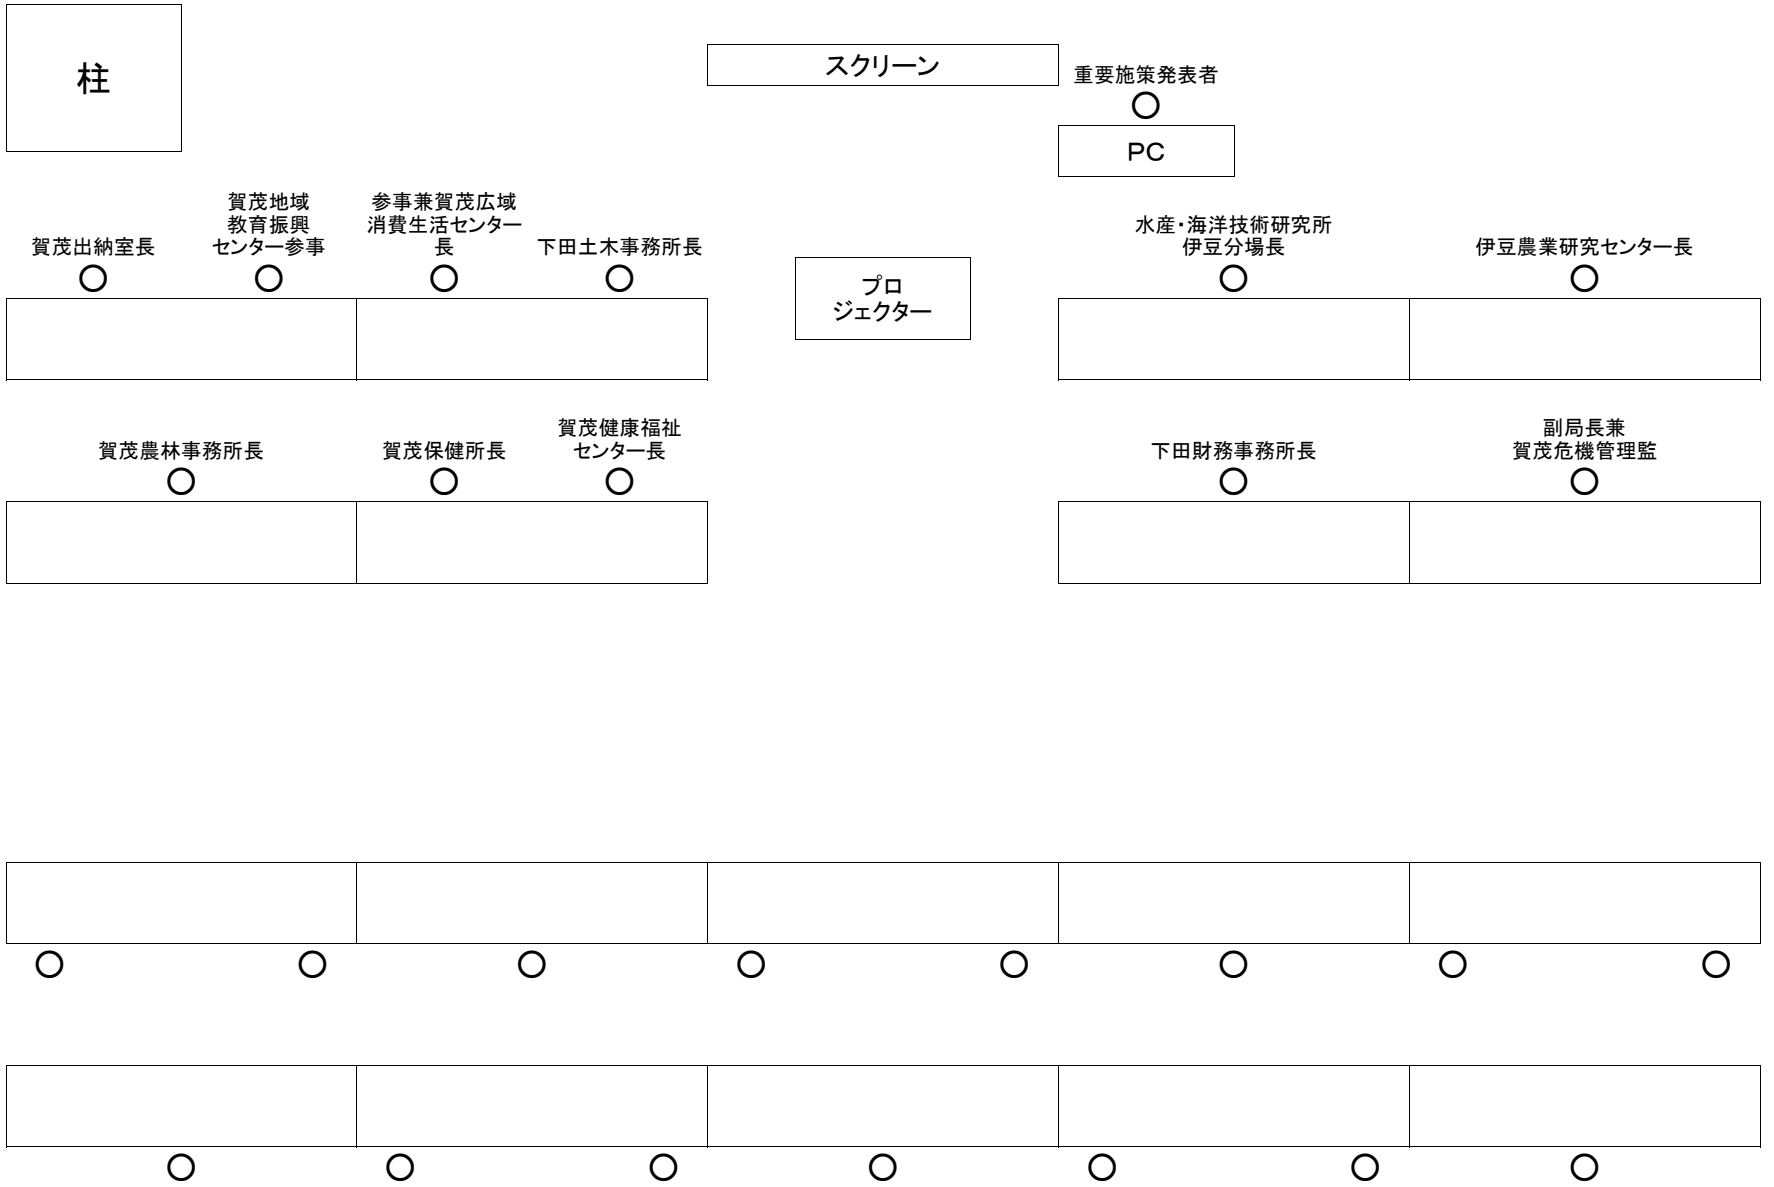 柱
スクリーン
重要施策発表者
○
PC
賀茂出納室長
○
賀茂地域
教育振興
センター参事
○
参事兼賀茂広域
消費生活センター
長
○
下田土木事務所長
○
プロ
ジェクター
水産・海洋技術研究所
伊豆分場長
○
伊豆農業研究センター長
○
賀茂農林事務所長
○
賀茂保健所長
○
賀茂健康福祉
センター長
○
下田財務事務所長
○
副局長兼
賀茂危機管理監
○
○ ○ ○ ○ ○ ○ ○ ○
○ ○ ○ ○ ○ ○ ○